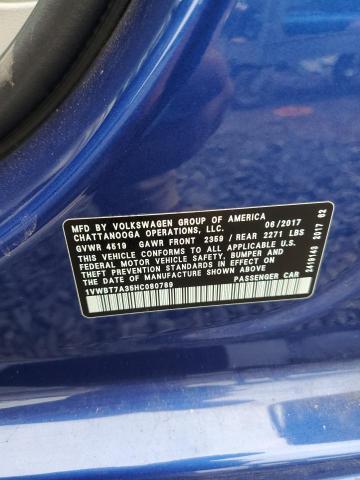 MFD BY VOLKSWAGEN GROUP OF AMERICA 06/2017
CHATTANOOGA OPERATIONS, LLC.
GVWR 4519 GAWR FRONT 2359 / REAR 2271 LBS
THIS VEHICLE CONFORMS TO ALL APPLICABLE U.S.
FEDERAL MOTOR VEHICLE SAFETY, BUMPER AND
THEFT PREVENTION STANDARDS IN EFFECT ON THE
DATE OF MANUFACTURE SHOWN ABOVE.
1VWBT7A35HC080769 PASSENGER CAR
2419149 2017 02